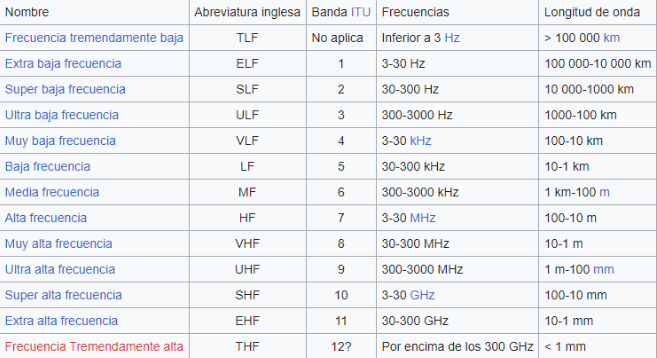 Nombre Abreviatura inglesa Banda ITU Frecuencias Longitud de onda
Frecuencia tremendamente baja TLF No aplica Inferior a 3 Hz > 100 000 km
Extra baja frecuencia ELF 1 3-30 Hz 100 000-10 000 km
Super baja frecuencia SLF 2 30-300 Hz 10 000-1000 km
Ultra baja frecuencia ULF 3 300-3000 Hz 1000-100 km
Muy baja frecuencia VLF 4 3-30 kHz 100-10 km
Baja frecuencia LF 5 30-300 kHz 10-1 km
Media frecuencia MF 6 300-3000 kHz 1 km-100 m
Alta frecuencia HF 7 3-30 MHz 100-10 m
Muy alta frecuencia VHF 8 30-300 MHz 10-1 m
Ultra alta frecuencia UHF 9 300-3000 MHz 1 m-100 mm
Super alta frecuencia SHF 10 3-30 GHz 100-10 mm
Extra alta frecuencia EHF 11 30-300 GHz 10-1 mm
Frecuencia Tremendamente alta THF 12? Por encima de los 300 GHz < 1 mm